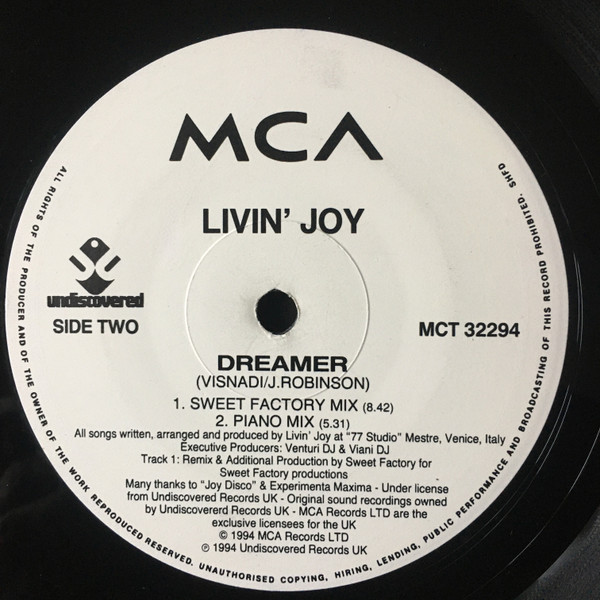 MCA
LIVIN' JOY
undiscovered
SIDE TWO
MCT 32294
DREAMER
(VISNADI/J.ROBINSON)
1. SWEET FACTORY MIX (8.42)
2. PIANO MIX (5.31)
All songs written, arranged and produced by Livin' Joy at "77 Studio" Mestre, Venice, Italy
Executive Producers: Venturi DJ & Viani DJ
Track 1: Remix & Additional Production by Sweet Factory for
Sweet Factory productions
Many thanks to "Joy Disco" & Experimenta Maxima - Under license
from Undiscovered Records UK - Original sound recordings owned
by Undiscovererd Records UK - MCA Records LTD are the
exclusive licensees for the UK
© 1994 MCA Records LTD
℗ 1994 Undiscovered Records UK
ALL RIGHTS OF THE PRODUCER AND OF THE OWNER OF THE WORK REPRODUCED RESERVED. UNAUTHORISED COPYING, HIRING, LENDING, PUBLIC PERFORMANCE AND BROADCASTING OF THIS RECORD PROHIBITED. SHFD